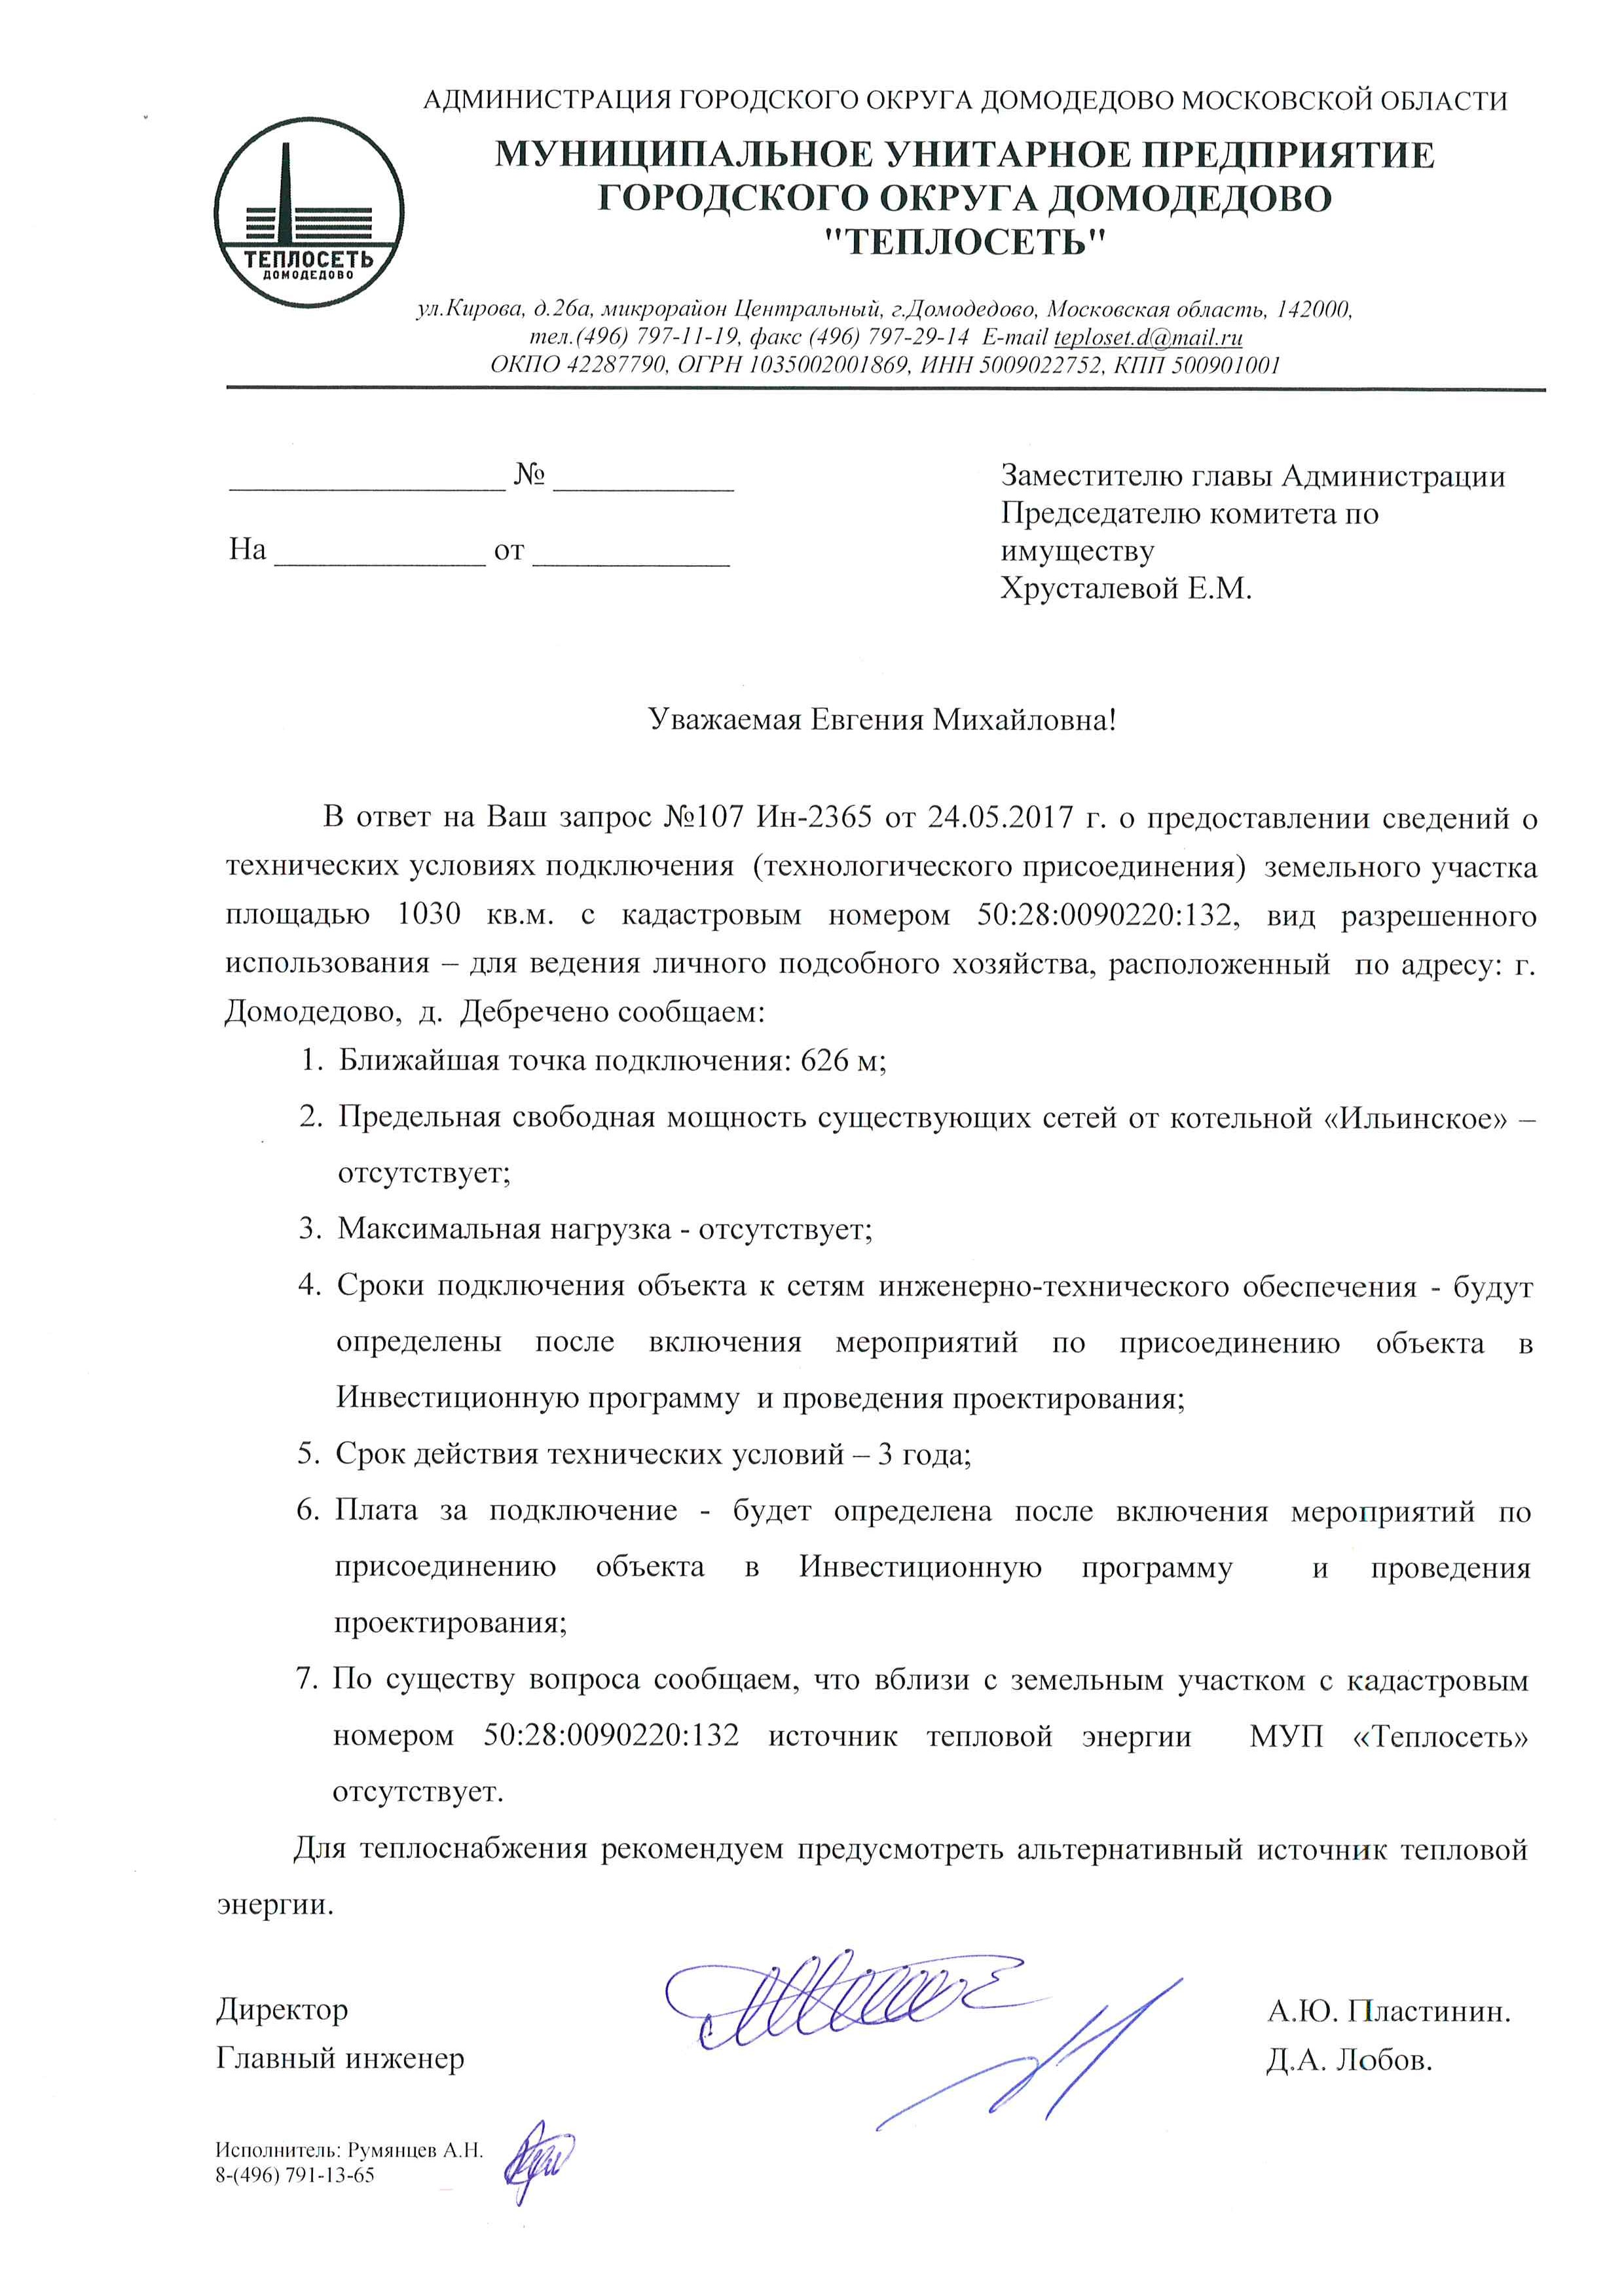 АДМИНИСТРАЦИЯ ГОРОДСКОГО ОКРУГА ДОМОДЕДОВО МОСКОВСКОЙ ОБЛАСТИ
МУНИЦИПАЛЬНОЕ УНИТАРНОЕ ПРЕДПРИЯТИЕ
ГОРОДСКОГО ОКРУГА ДОМОДЕДОВО
"ТЕПЛОСЕТЬ"
ТЕПЛОСЕТЬ
ДОМОДЕДОВО
ул.Кирова, д.26а, микрорайон Центральный, г.Домодедово, Московская область, 142000,
тел.(496) 797-11-19, факс (496) 797-29-14 E-mail teploset.d@mail.ru
ОКПО 42287790, ОГРН 1035002001869, ИНН 5009022752, КПП 500901001
_________________ № ___________
На _____________ от ____________
Заместителю главы Администрации
Председателю комитета по
имуществу
Хрусталевой Е.М.
Уважаемая Евгения Михайловна!
В ответ на Ваш запрос №107 Ин-2365 от 24.05.2017 г. о предоставлении сведений о
технических условиях подключения (технологического присоединения) земельного участка
площадью 1030 кв.м. с кадастровым номером 50:28:0090220:132, вид разрешенного
использования – для ведения личного подсобного хозяйства, расположенный по адресу: г.
Домодедово, д. Дебречено сообщаем:
1. Ближайшая точка подключения: 626 м;
2. Предельная свободная мощность существующих сетей от котельной «Ильинское» –
отсутствует;
3. Максимальная нагрузка - отсутствует;
4. Сроки подключения объекта к сетям инженерно-технического обеспечения - будут
определены после включения мероприятий по присоединению объекта в
Инвестиционную программу и проведения проектирования;
5. Срок действия технических условий – 3 года;
6. Плата за подключение - будет определена после включения мероприятий по
присоединению объекта в Инвестиционную программу и проведения
проектирования;
7. По существу вопроса сообщаем, что вблизи с земельным участком с кадастровым
номером 50:28:0090220:132 источник тепловой энергии МУП «Теплосеть»
отсутствует.
Для теплоснабжения рекомендуем предусмотреть альтернативный источник тепловой
энергии.
Директор А.Ю. Пластинин.
Главный инженер Д.А. Лобов.
Исполнитель: Румянцев А.Н.
8-(496) 791-13-65